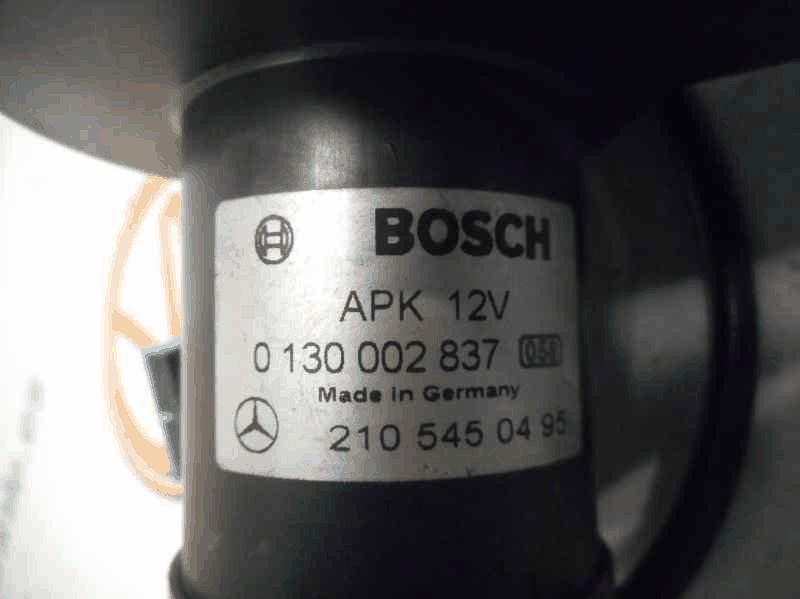 BOSCH
APK 12V
0 130 002 837
Made in Germany
210 545 04 95